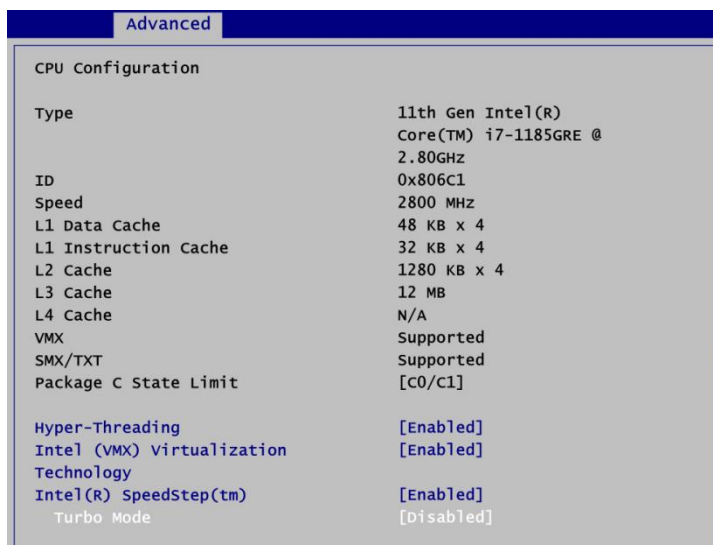 Advanced
CPU Configuration
Type 11th Gen Intel(R)
Core(TM) i7-1185GRE @
2.80GHz
ID 0x806C1
Speed 2800 MHz
L1 Data Cache 48 KB x 4
L1 Instruction Cache 32 KB x 4
L2 Cache 1280 KB x 4
L3 Cache 12 MB
L4 Cache N/A
VMX Supported
SMX/TXT Supported
Package C State Limit [C0/C1]
Hyper-Threading [Enabled]
Intel (VMX) Virtualization [Enabled]
Technology
Intel(R) SpeedStep(tm) [Enabled]
Turbo Mode [Disabled]